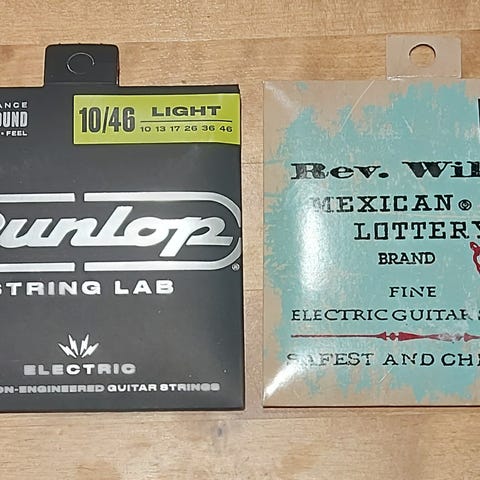 ANCE
OUND
FEEL
10/46 LIGHT
10 13 17 26 36 46
Dunlop®
STRING LAB
ELECTRIC
ON-ENGINEERED GUITAR STRINGS
Rev. Wil
MEXICAN®
LOTTERY
BRAND
FINE
ELECTRIC GUITAR S
SAFEST AND CH